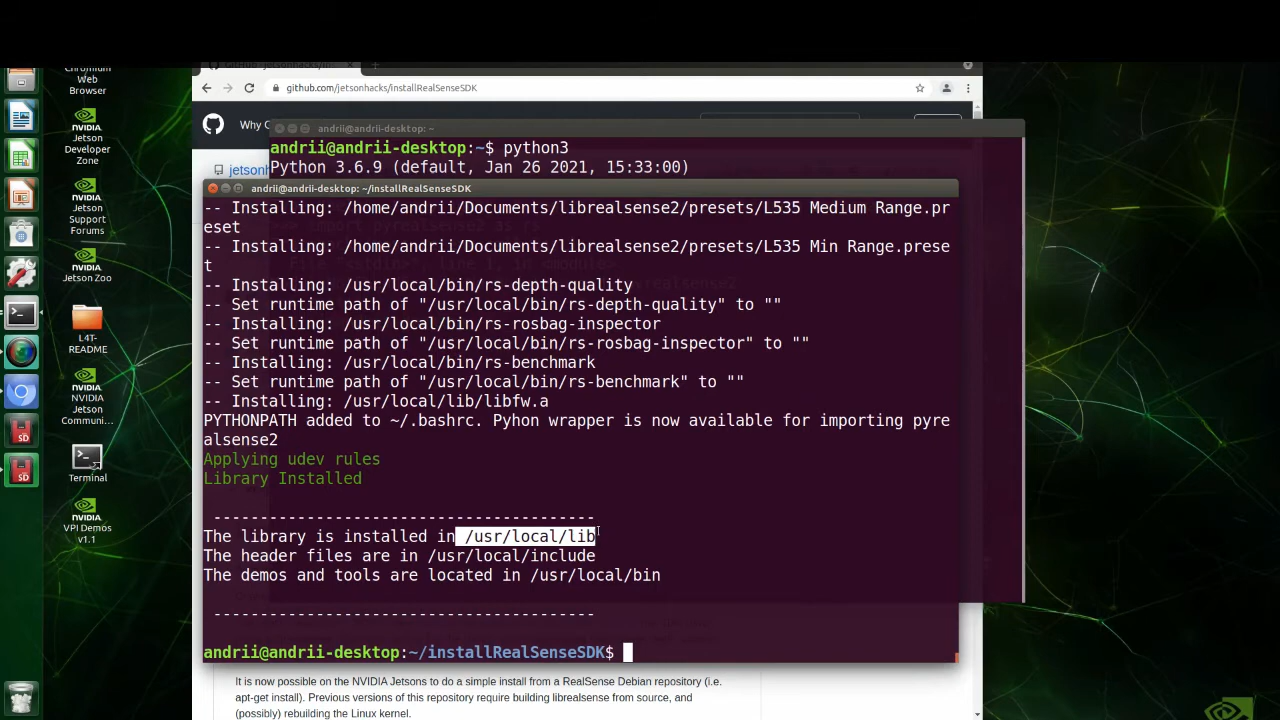 Chromium
Web
Browser
NVIDIA
Jetson
Developer
Zone
NVIDIA
Jetson
Support
Forums
NVIDIA
Jetson Zoo
L4T-
README
NVIDIA
Jetson
Communi...
Terminal
NVIDIA
VPI Demos
v1.1
SD
SD
github.com/jetsonhacks/installRealSenseSDK
Why G
jetsonh
andrii@andrii-desktop: ~
andrii@andrii-desktop:~$ python3
Python 3.6.9 (default, Jan 26 2021, 15:33:00)
andrii@andrii-desktop: ~/installRealSenseSDK
-- Installing: /home/andrii/Documents/librealsense2/presets/L535 Medium Range.pr
eset
-- Installing: /home/andrii/Documents/librealsense2/presets/L535 Min Range.prese
t
-- Installing: /usr/local/bin/rs-depth-quality
-- Set runtime path of "/usr/local/bin/rs-depth-quality" to ""
-- Installing: /usr/local/bin/rs-rosbag-inspector
-- Set runtime path of "/usr/local/bin/rs-rosbag-inspector" to ""
-- Installing: /usr/local/bin/rs-benchmark
-- Set runtime path of "/usr/local/bin/rs-benchmark" to ""
-- Installing: /usr/local/lib/libfw.a
PYTHONPATH added to ~/.bashrc. Pyhon wrapper is now available for importing pyre
alsense2
Applying udev rules
Library Installed
-----------------------------------------
The library is installed in /usr/local/lib
The header files are in /usr/local/include
The demos and tools are located in /usr/local/bin
-----------------------------------------
andrii@andrii-desktop:~/installRealSenseSDK$
It is now possible on the NVIDIA Jetsons to do a simple install from a RealSense Debian repository (i.e.
apt-get install). Previous versions of this repository require building librealsense from source, and
(possibly) rebuilding the Linux kernel.